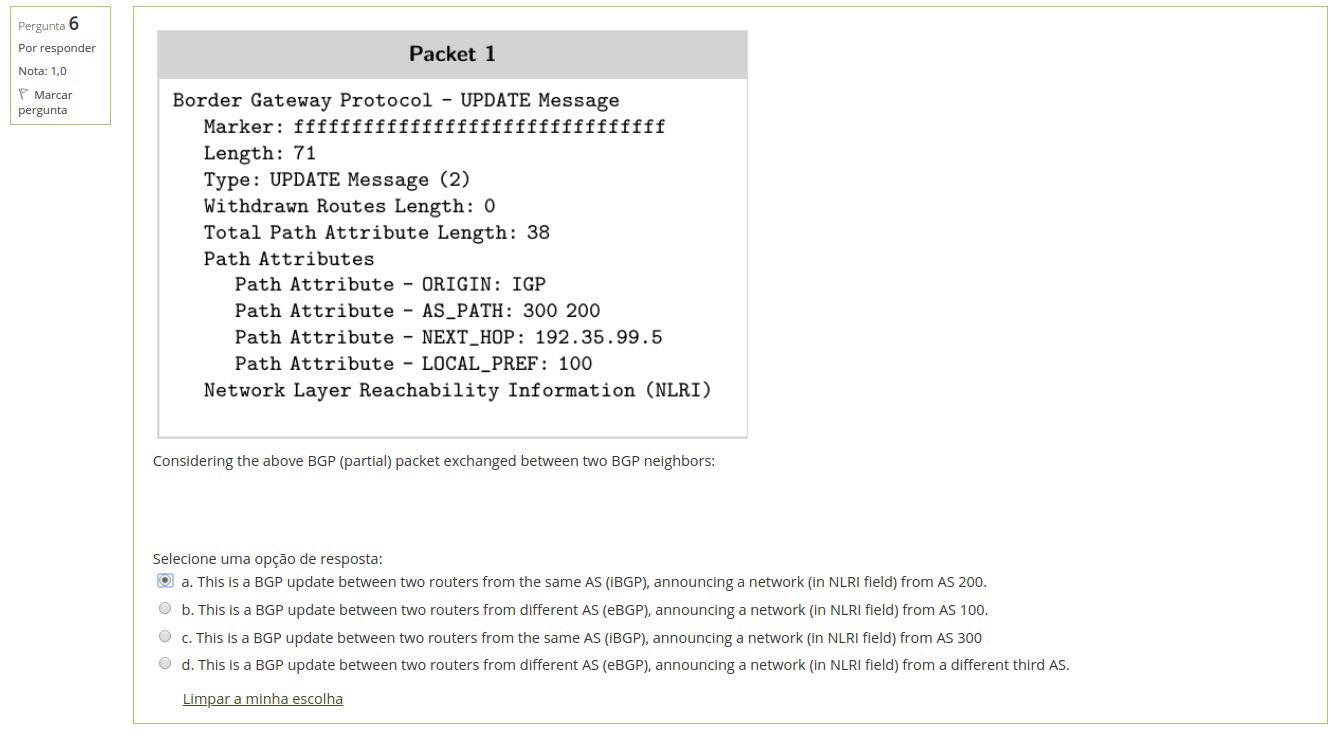 Pergunta 6
Por responder
Nota: 1,0
Marcar
pergunta
Packet 1
Border Gateway Protocol - UPDATE Message
Marker: ffffffffffffffffffffffffffffffff
Length: 71
Type: UPDATE Message (2)
Withdrawn Routes Length: 0
Total Path Attribute Length: 38
Path Attributes
Path Attribute - ORIGIN: IGP
Path Attribute - AS_PATH: 300 200
Path Attribute - NEXT_HOP: 192.35.99.5
Path Attribute - LOCAL_PREF: 100
Network Layer Reachability Information (NLRI)
Considering the above BGP (partial) packet exchanged between two BGP neighbors:
Selecione uma opção de resposta:
a. This is a BGP update between two routers from the same AS (iBGP), announcing a network (in NLRI field) from AS 200.
b. This is a BGP update between two routers from different AS (eBGP), announcing a network (in NLRI field) from AS 100.
c. This is a BGP update between two routers from the same AS (iBGP), announcing a network (in NLRI field) from AS 300
d. This is a BGP update between two routers from different AS (eBGP), announcing a network (in NLRI field) from a different third AS.
Limpar a minha escolha